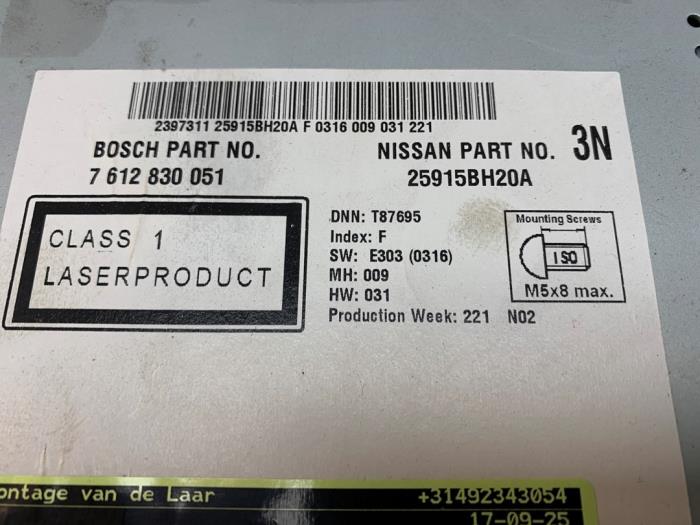 2397311 25915BH20A F 0316 009 031 221
BOSCH PART NO.
7 612 830 051
NISSAN PART NO.
25915BH20A
3N
CLASS 1
LASERPRODUCT
DNN: T87695
Index: F
SW: E303 (0316)
MH: 009
HW: 031
Production Week: 221 N02
Mounting Screws
ISO
M5x8 max.
van de Laar
+31492343054
17-09-25